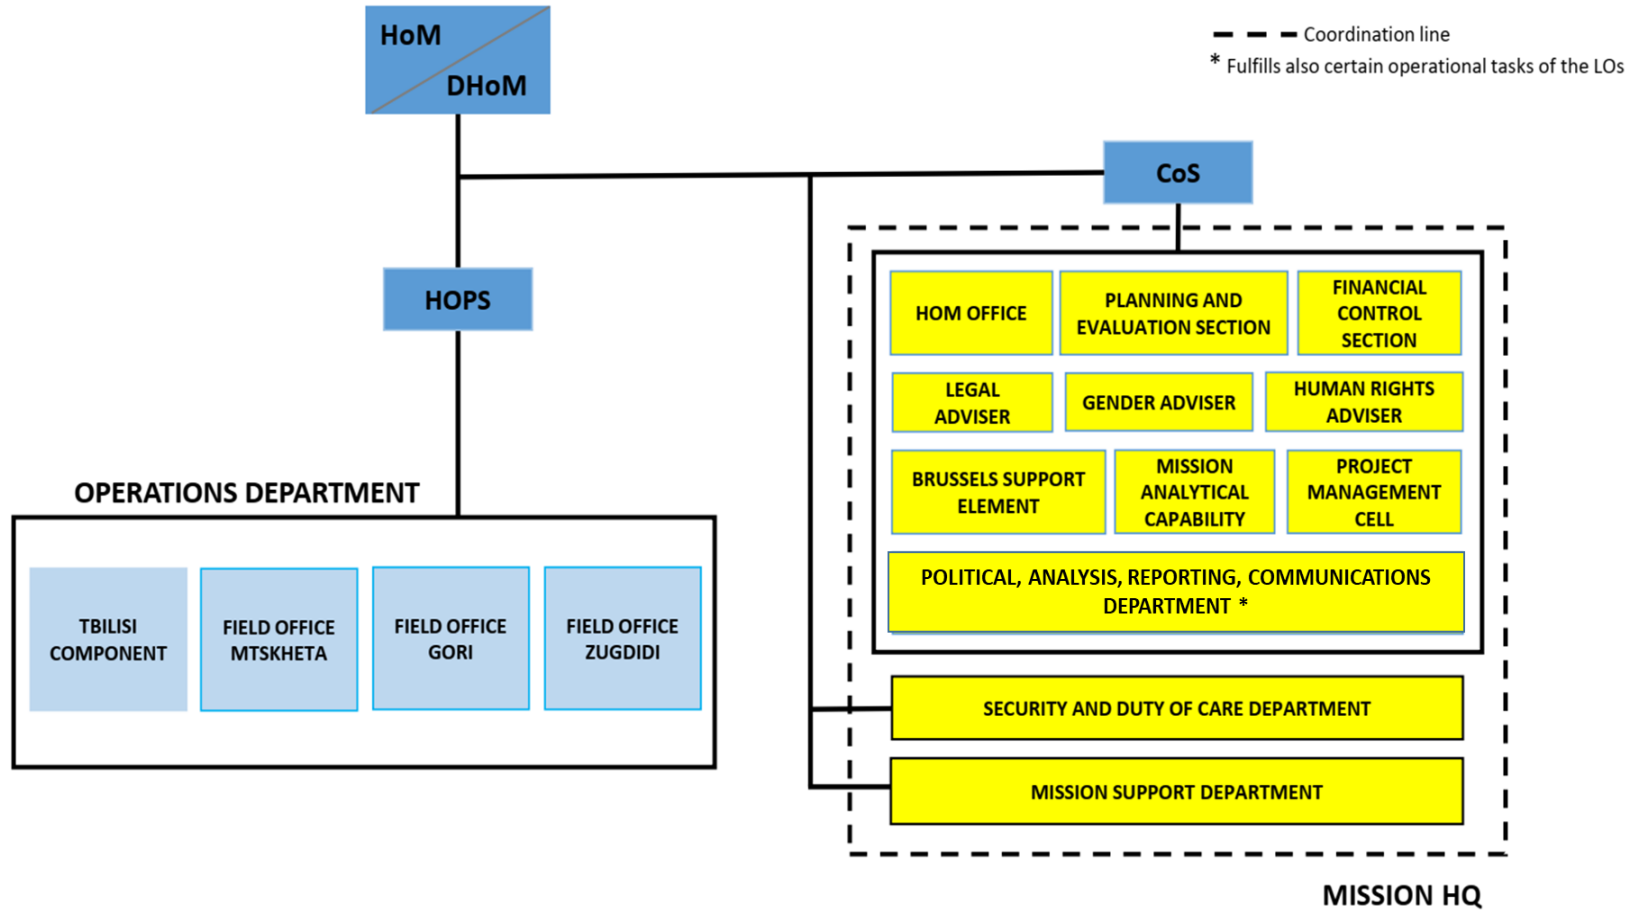 HoM
DHoM
Coordination line
* Fulfills also certain operational tasks of the LOs
CoS
HOPS
HOM OFFICE
PLANNING AND
EVALUATION SECTION
FINANCIAL
CONTROL
SECTION
LEGAL
ADVISER
GENDER ADVISER
HUMAN RIGHTS
ADVISER
BRUSSELS SUPPORT
ELEMENT
MISSION
ANALYTICAL
CAPABILITY
PROJECT
MANAGEMENT
CELL
POLITICAL, ANALYSIS, REPORTING, COMMUNICATIONS
DEPARTMENT *
SECURITY AND DUTY OF CARE DEPARTMENT
MISSION SUPPORT DEPARTMENT
MISSION HQ
OPERATIONS DEPARTMENT
TBILISI
COMPONENT
FIELD OFFICE
MTSKHETA
FIELD OFFICE
GORI
FIELD OFFICE
ZUGDIDI